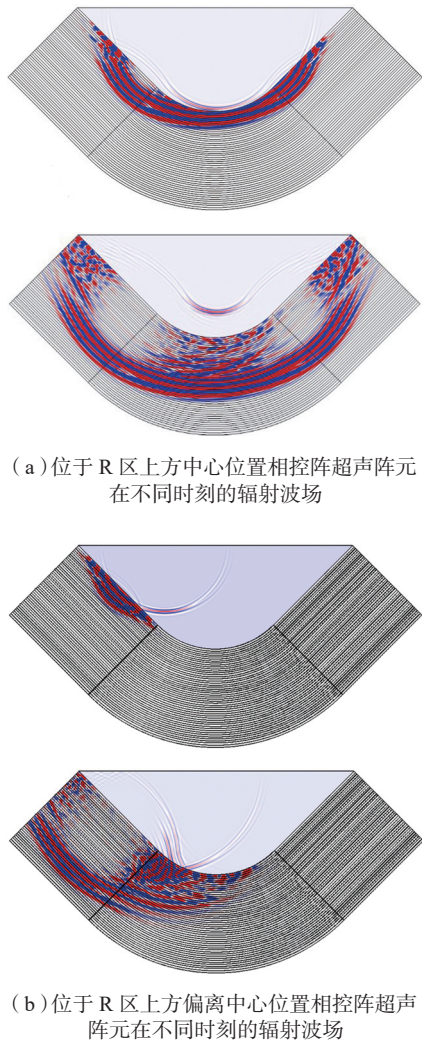 （a）位于 R 区上方中心位置相控阵超声阵元
在不同时刻的辐射波场
（b）位于 R 区上方偏离中心位置相控阵超声
阵元在不同时刻的辐射波场